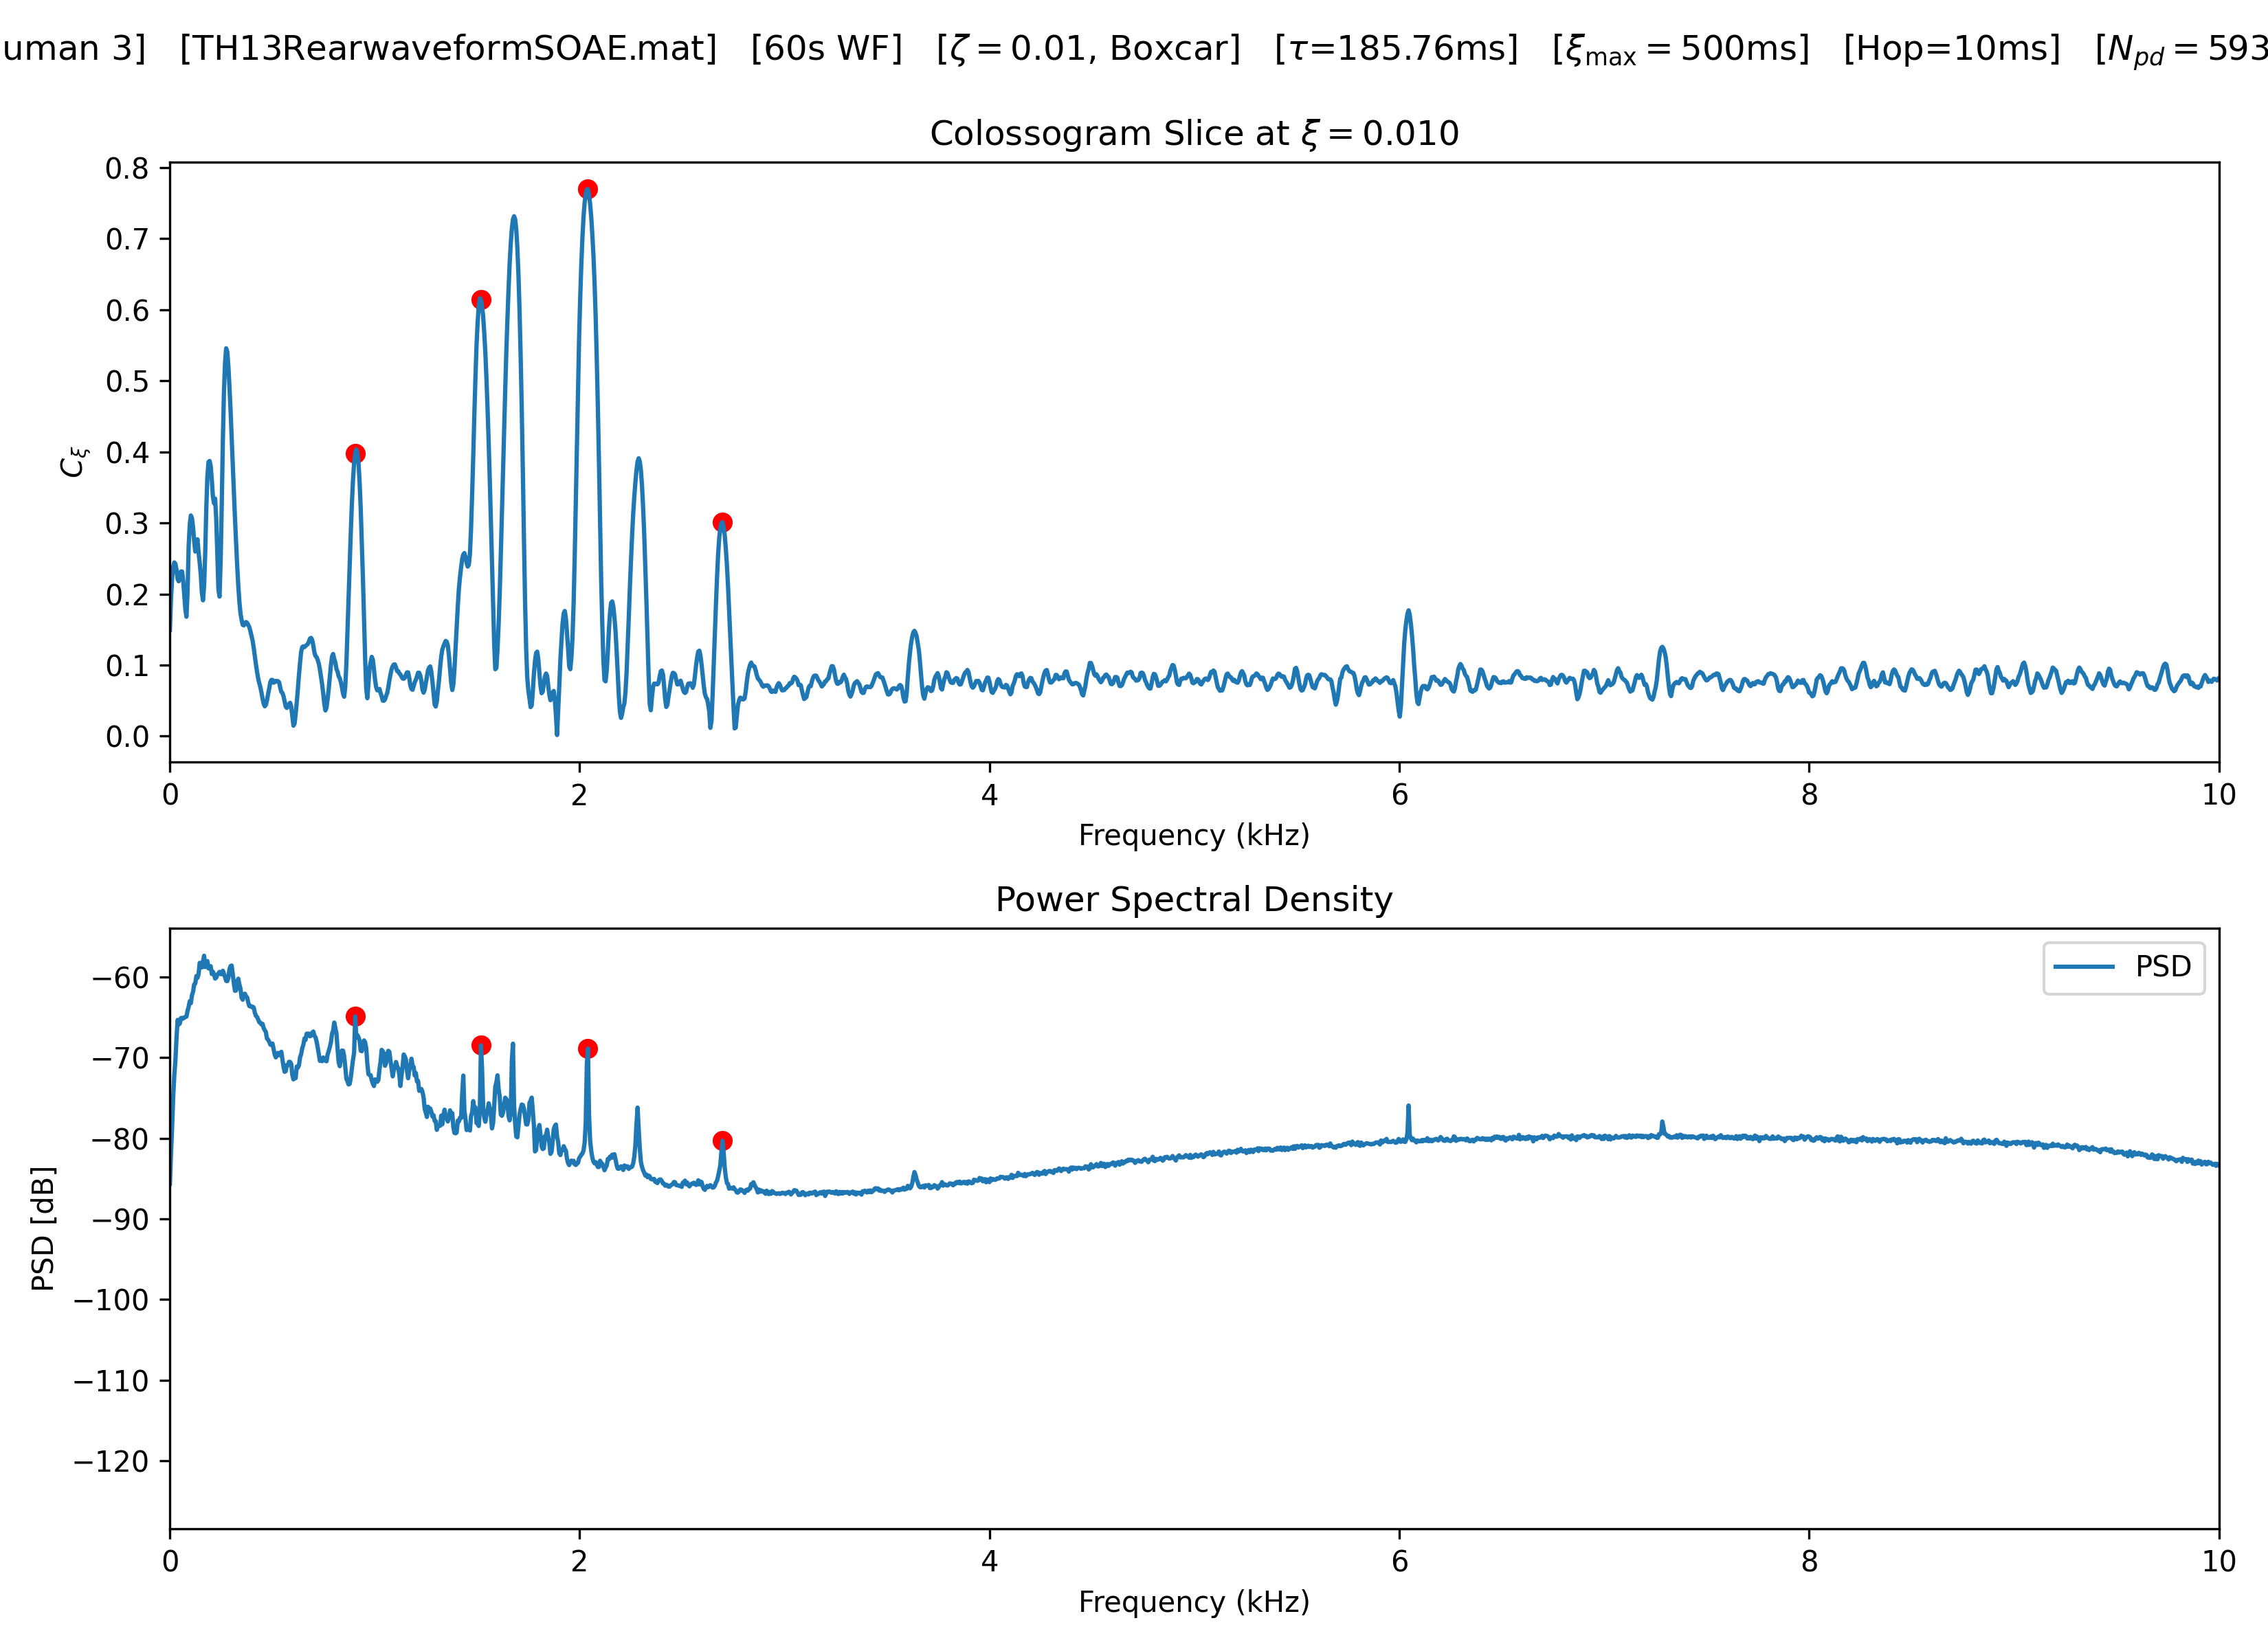 uman 3] [TH13RearwaveformSOAE.mat] [60s WF] [ζ = 0.01, Boxcar] [τ=185.76ms] [ξmax = 500ms] [Hop=10ms] [Npd = 593
Colossogram Slice at ξ = 0.010
0.8
0.7
0.6
0.5
0.4
0.3
0.2
0.1
0.0
Cξ
0 2 4 6 8 10
Frequency (kHz)
Power Spectral Density
PSD
−60
−70
−80
−90
−100
−110
−120
PSD [dB]
0 2 4 6 8 10
Frequency (kHz)